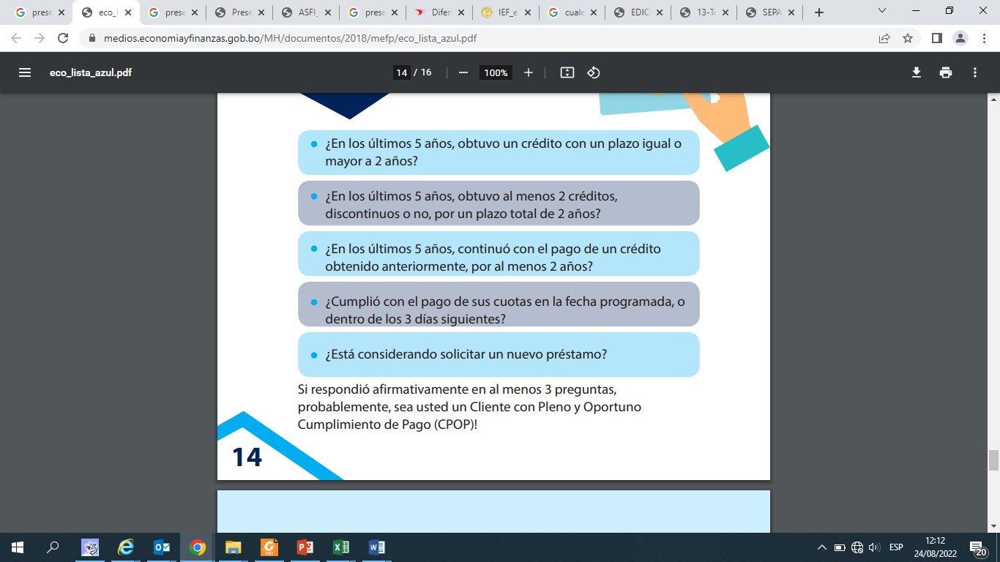 prese
eco_l
prese
Prese
ASFI_
prese
Diferi
IEF_e
cuale
EDIC
13-Te
SEPA
medios.economiayfinanzas.gob.bo/MH/documentos/2018/mefp/eco_lista_azul.pdf
eco_lista_azul.pdf
14 / 16
100%
¿En los últimos 5 años, obtuvo un crédito con un plazo igual o
mayor a 2 años?
¿En los últimos 5 años, obtuvo al menos 2 créditos,
discontinuos o no, por un plazo total de 2 años?
¿En los últimos 5 años, continuó con el pago de un crédito
obtenido anteriormente, por al menos 2 años?
¿Cumplió con el pago de sus cuotas en la fecha programada, o
dentro de los 3 días siguientes?
¿Está considerando solicitar un nuevo préstamo?
Si respondió afirmativamente en al menos 3 preguntas,
probablemente, sea usted un Cliente con Pleno y Oportuno
Cumplimiento de Pago (CPOP)!
14
ESP
12:12
24/08/2022
20